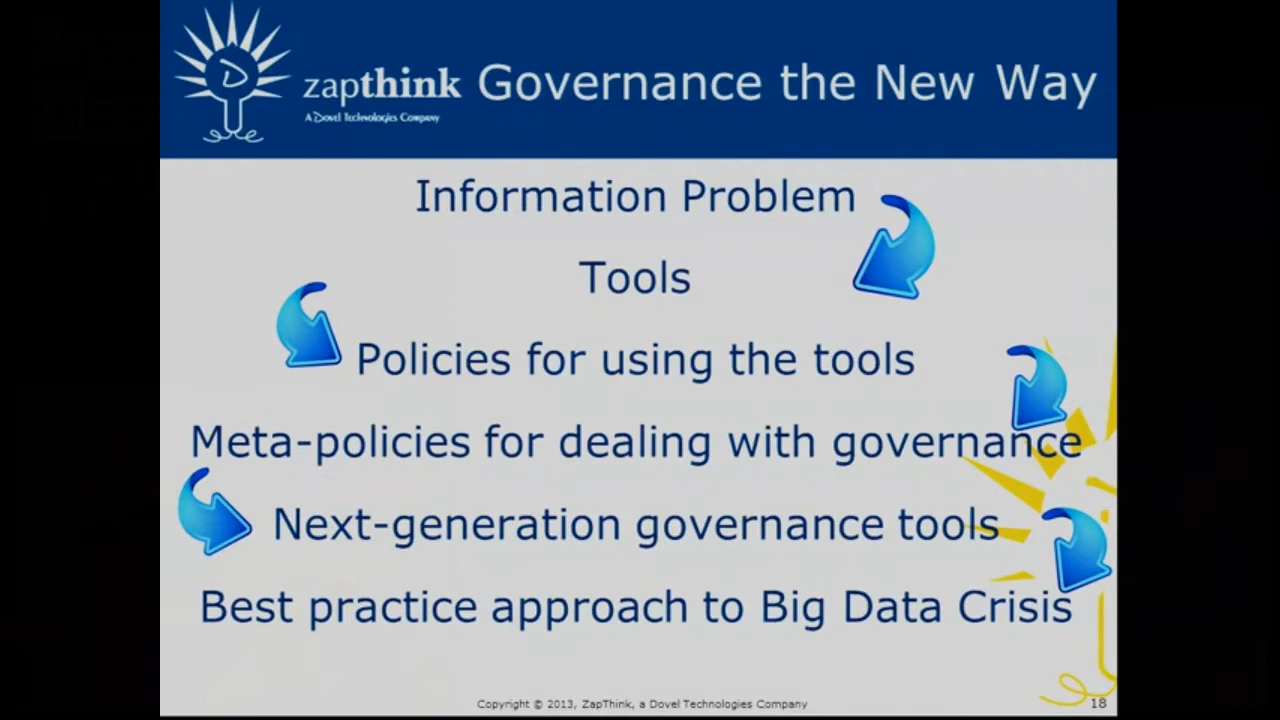 D
zapthink
A Dovel Technologies Company
Governance the New Way
Information Problem
Tools
Policies for using the tools
Meta-policies for dealing with governance
Next-generation governance tools
Best practice approach to Big Data Crisis
Copyright © 2013, ZapThink, a Dovel Technologies Company
18